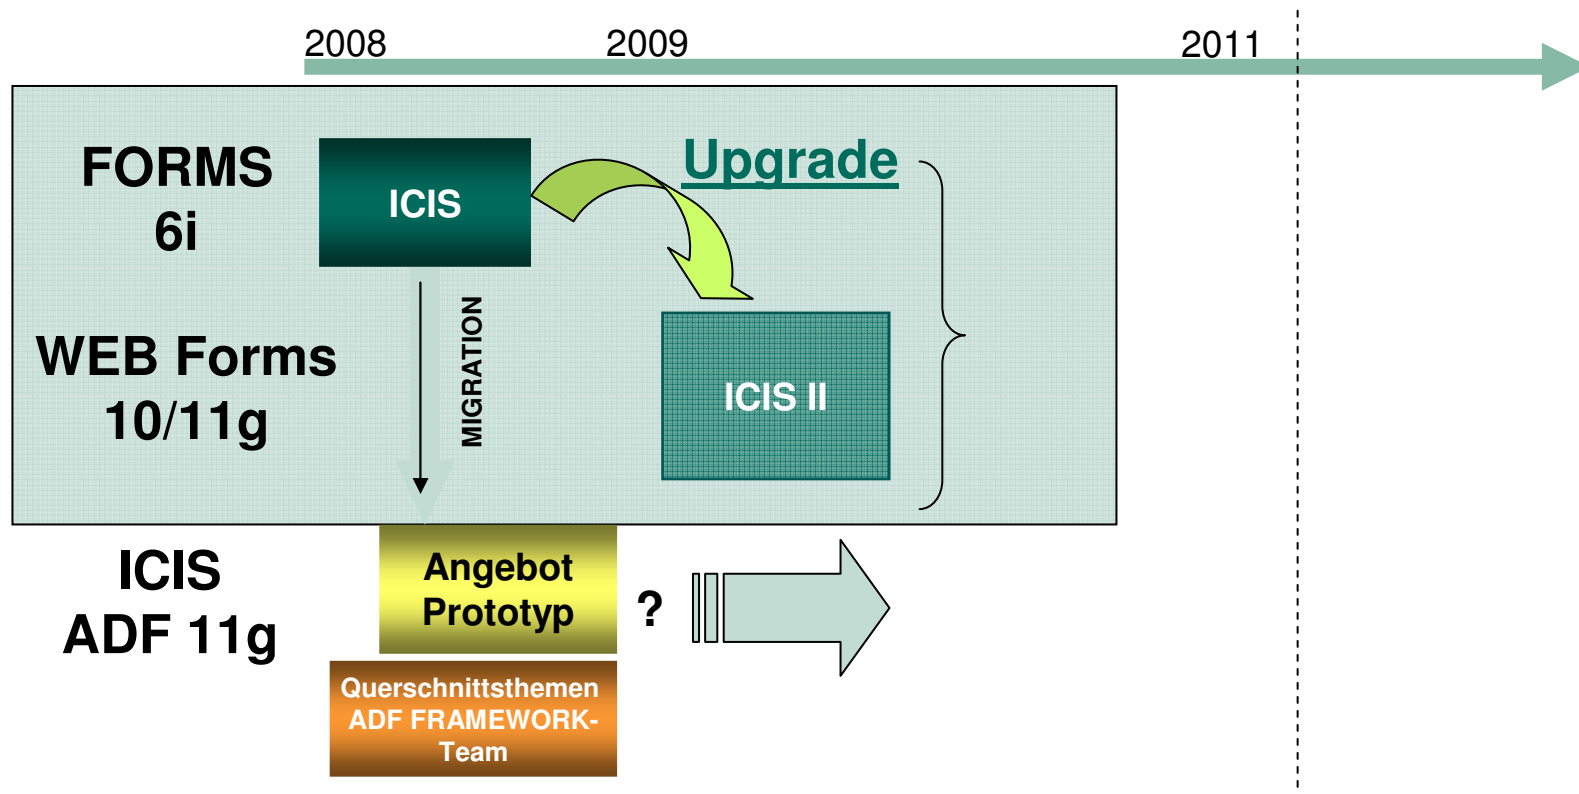 2008
2009
2011
FORMS
6i
ICIS
Upgrade
MIGRATION
WEB Forms
10/11g
ICIS II
ICIS
ADF 11g
Angebot
Prototyp
?
Querschnittsthemen
ADF FRAMEWORK-
Team